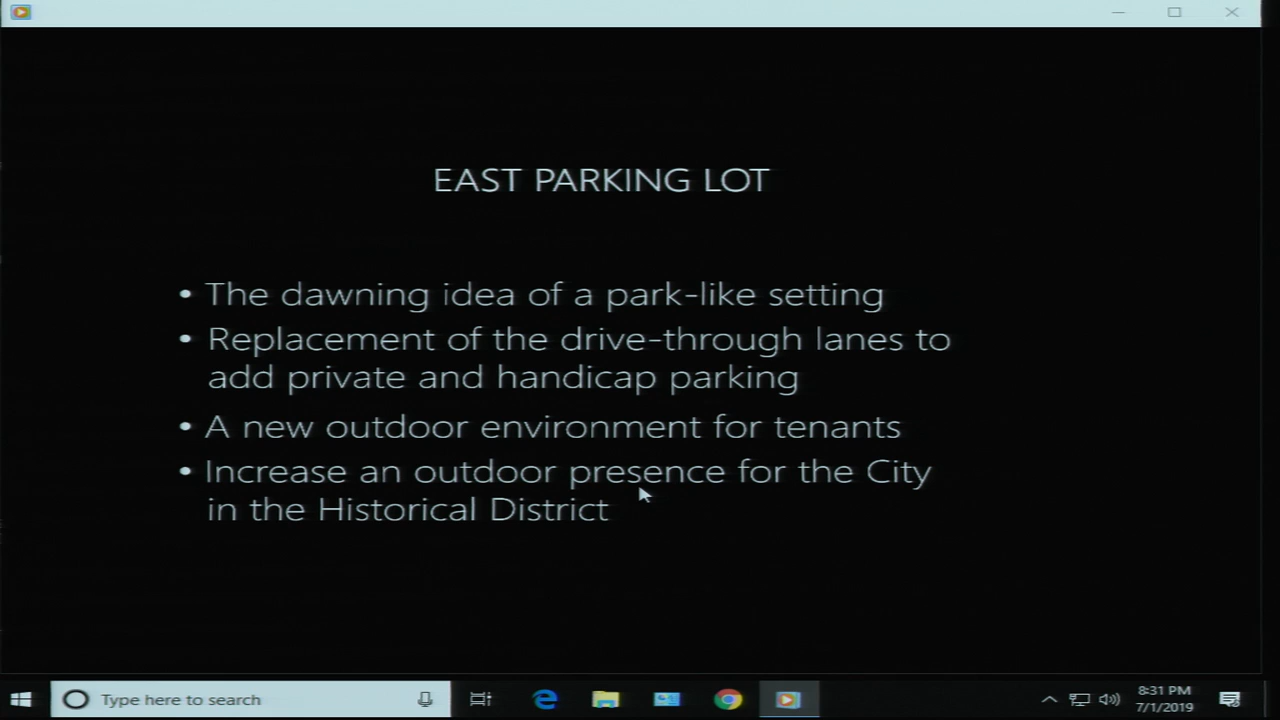 EAST PARKING LOT
• The dawning idea of a park-like setting
• Replacement of the drive-through lanes to
add private and handicap parking
• A new outdoor environment for tenants
• Increase an outdoor presence for the City
in the Historical District
Type here to search
8:31 PM
7/1/2019